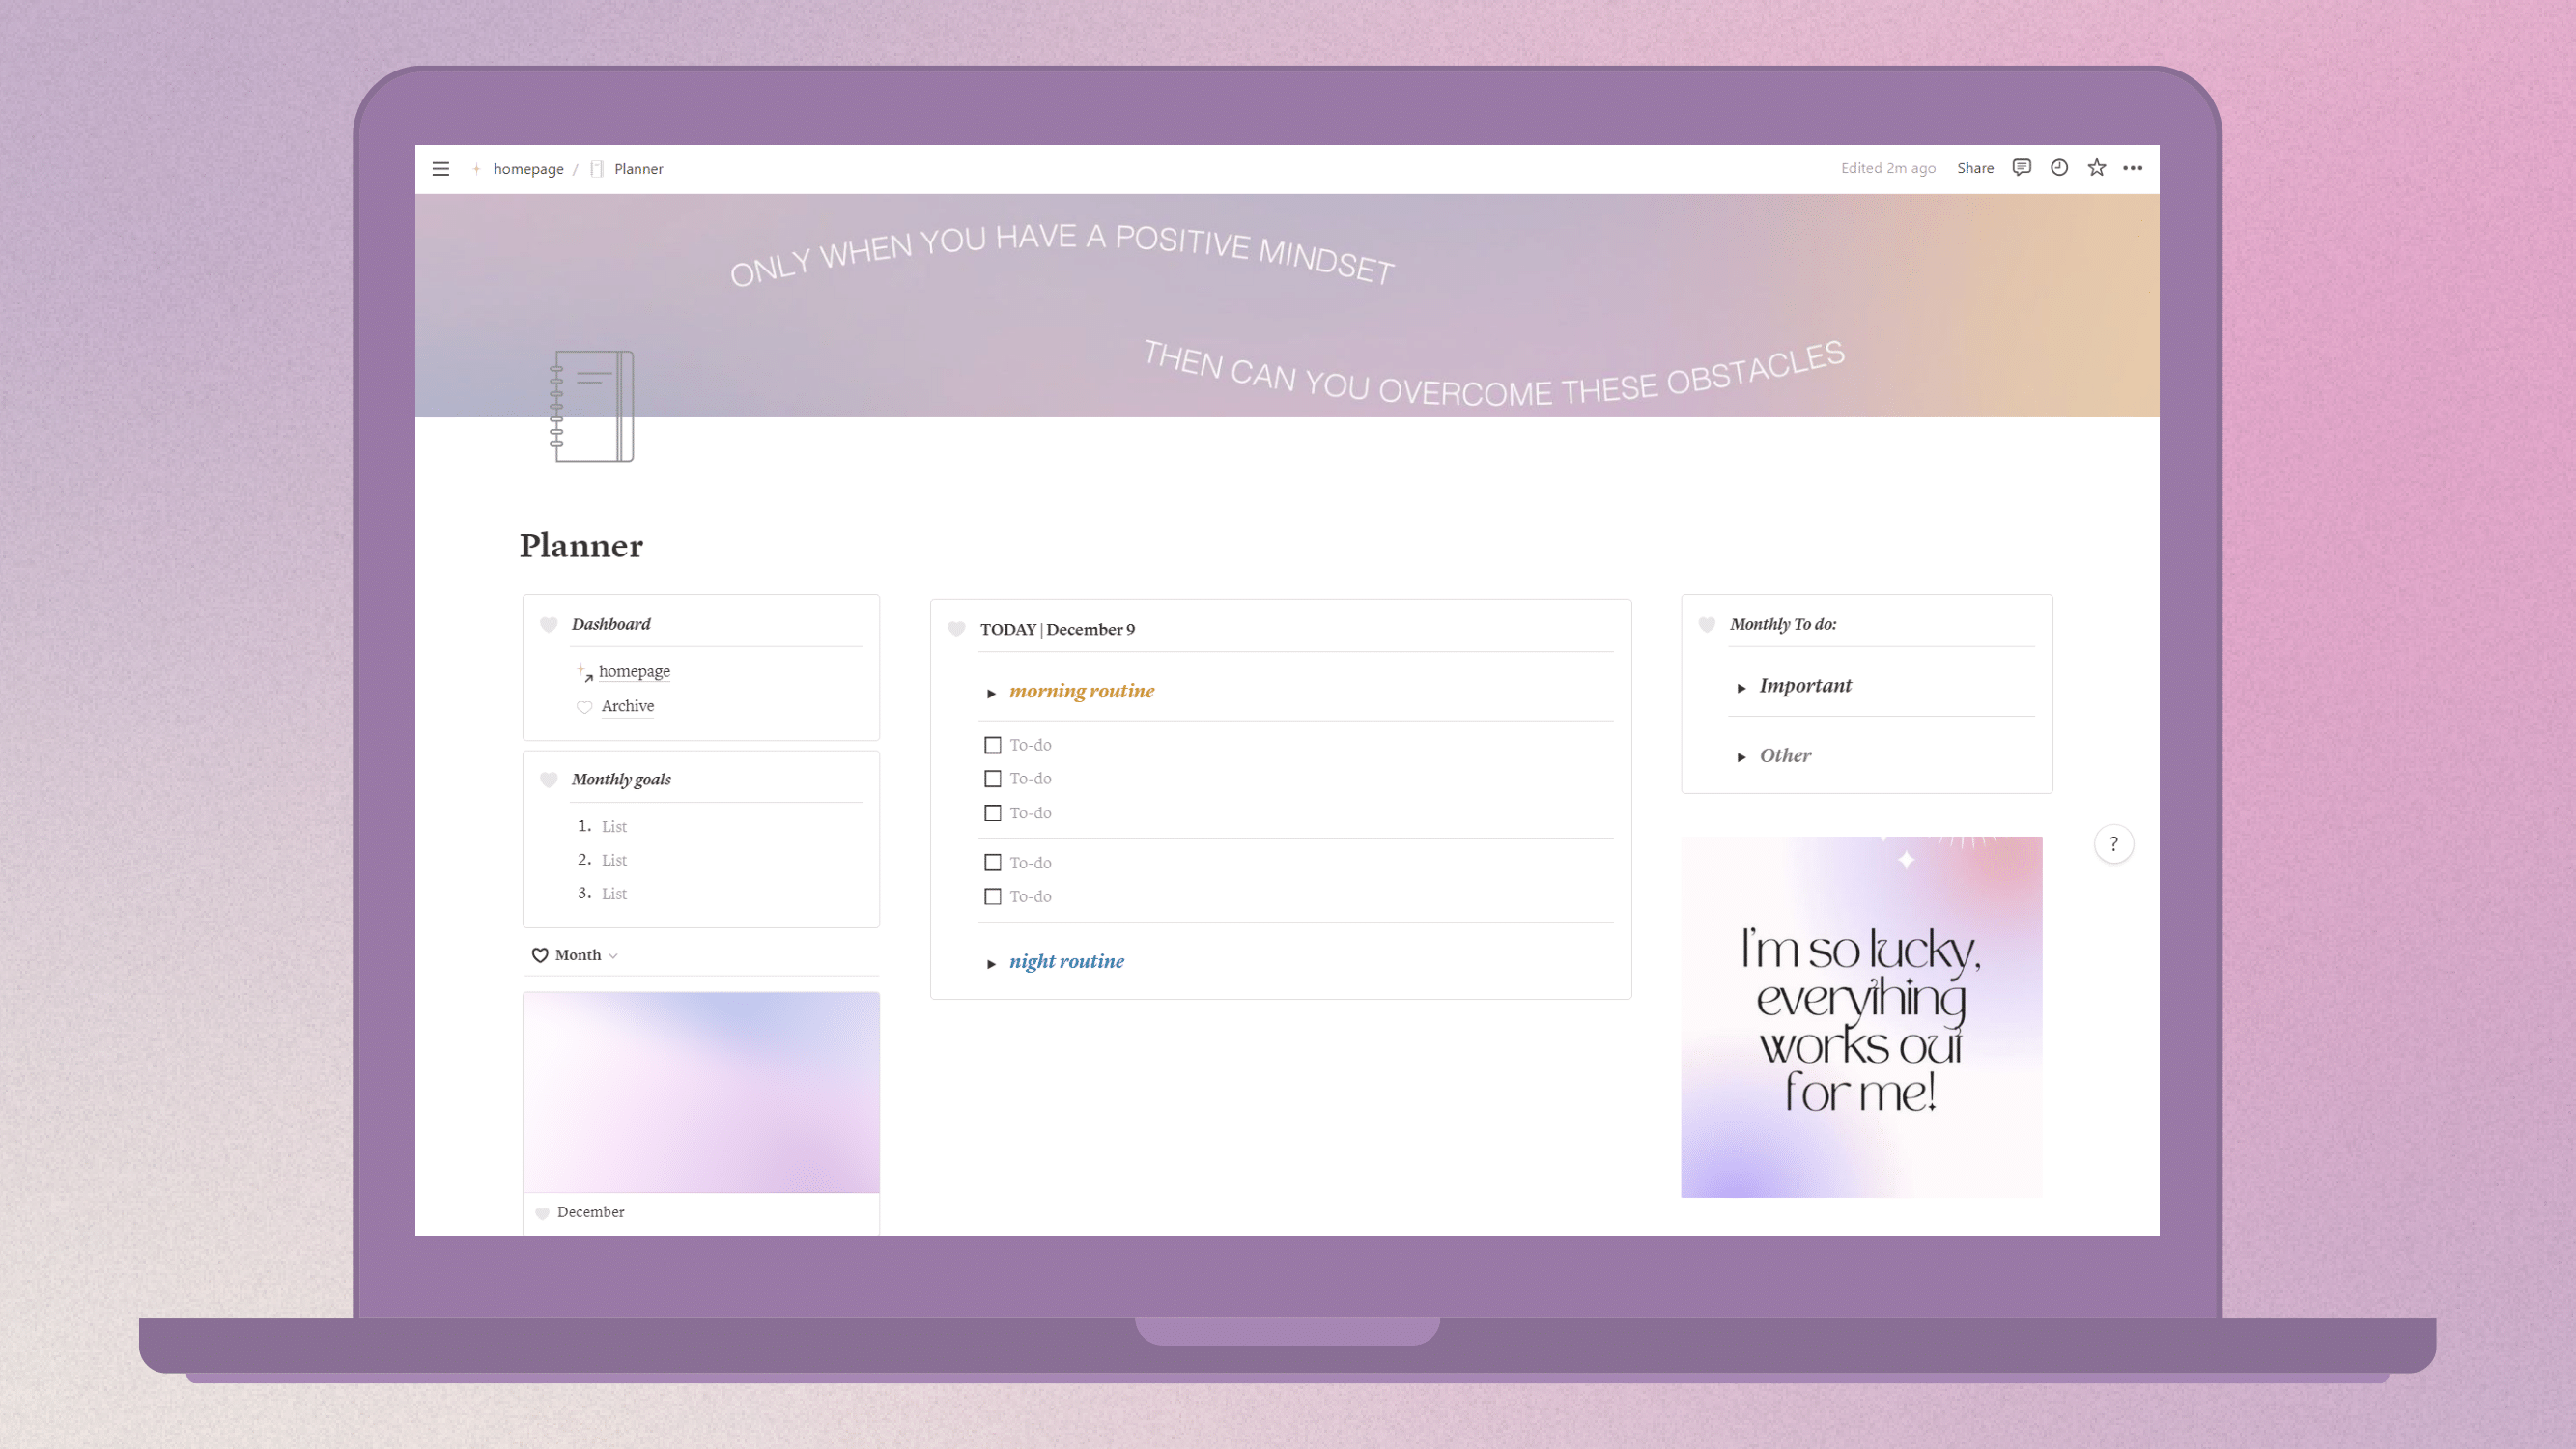 homepage / Planner
Edited 2m ago Share
ONLY WHEN YOU HAVE A POSITIVE MINDSET
THEN CAN YOU OVERCOME THESE OBSTACLES
Planner
Dashboard
homepage
Archive
Monthly goals
1. List
2. List
3. List
Month
December
TODAY | December 9
morning routine
To-do
To-do
To-do
To-do
To-do
night routine
Monthly To do:
Important
Other
I'm so lucky,
everything
works out
for me!
?